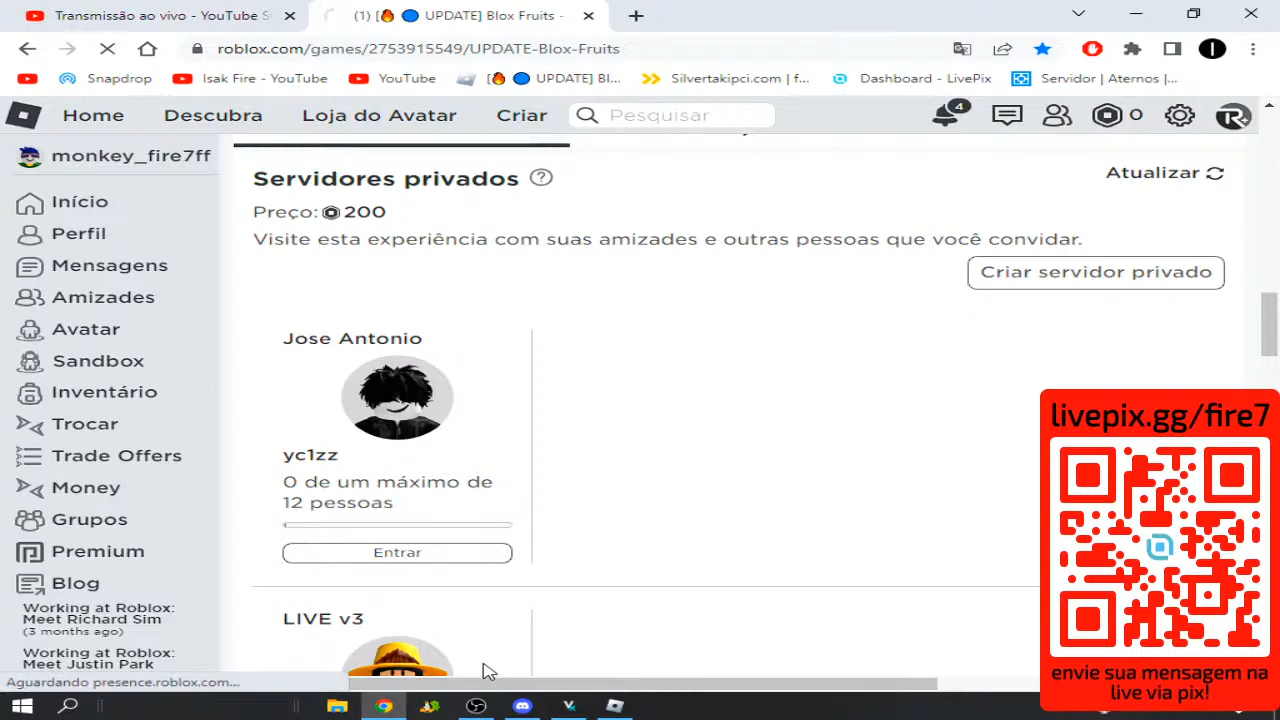 Transmissão ao vivo - YouTube S
(1) [🔥 🔵 UPDATE] Blox Fruits -
roblox.com/games/2753915549/UPDATE-Blox-Fruits
Snapdrop
Isak Fire - YouTube
YouTube
[🔥 🔵 UPDATE] Bl...
Silvertakipci.com | f...
Dashboard - LivePix
Servidor | Aternos |...
Home
Descubra
Loja do Avatar
Criar
Pesquisar
4
0
monkey_fire7ff
Início
Perfil
Mensagens
Amizades
Avatar
Sandbox
Inventário
Trocar
Trade Offers
Money
Grupos
Premium
Blog
Working at Roblox:
Meet Richard Sim
(3 months ago)
Working at Roblox:
Meet Justin Park
Aguardando presence.roblox.com...
Servidores privados
Atualizar
Preço: 200
Visite esta experiência com suas amizades e outras pessoas que você convidar.
Criar servidor privado
Jose Antonio
yc1zz
0 de um máximo de
12 pessoas
Entrar
LIVE v3
livepix.gg/fire7
envie sua mensagem na
live via pix!